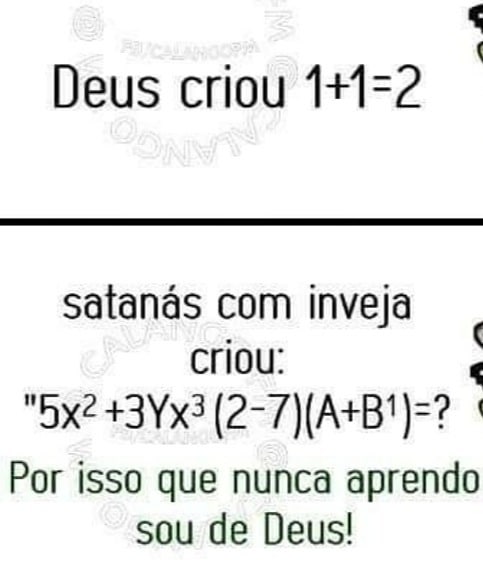 Deus criou 1+1=2
satanás com inveja
criou:
"5x² +3Yx³ (2-7)(A+B¹)=?
Por isso que nunca aprendo
sou de Deus!